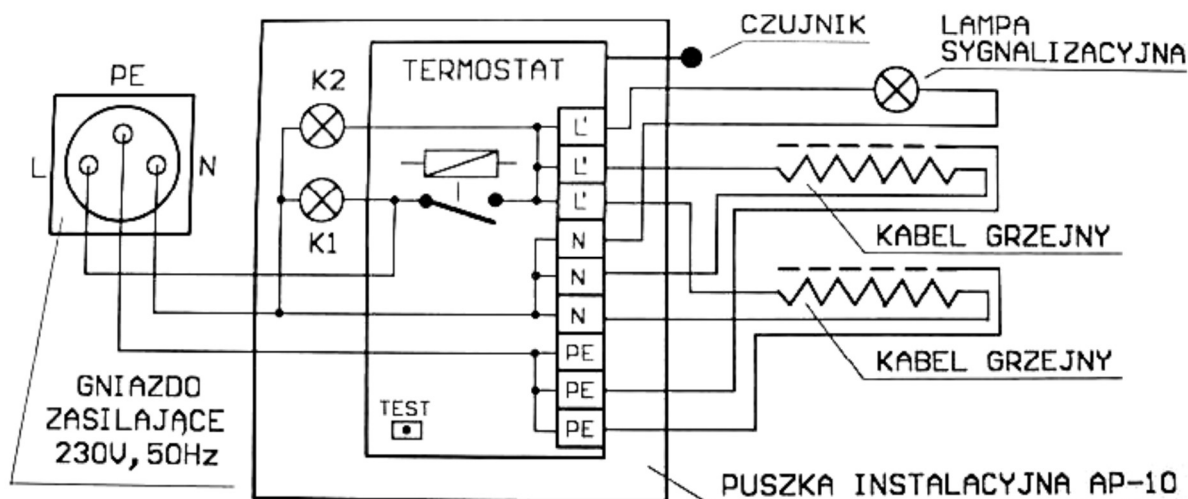 CZUJNIK
LAMPA
SYGNALIZACYJNA
PE
L
N
TERMOSTAT
K2
K1
L'
L'
L'
N
N
N
PE
PE
PE
TEST
KABEL GRZEJNY
KABEL GRZEJNY
GNIAZDO
ZASILAJĄCE
230V, 50Hz
PUSZKA INSTALACYJNA AP-10